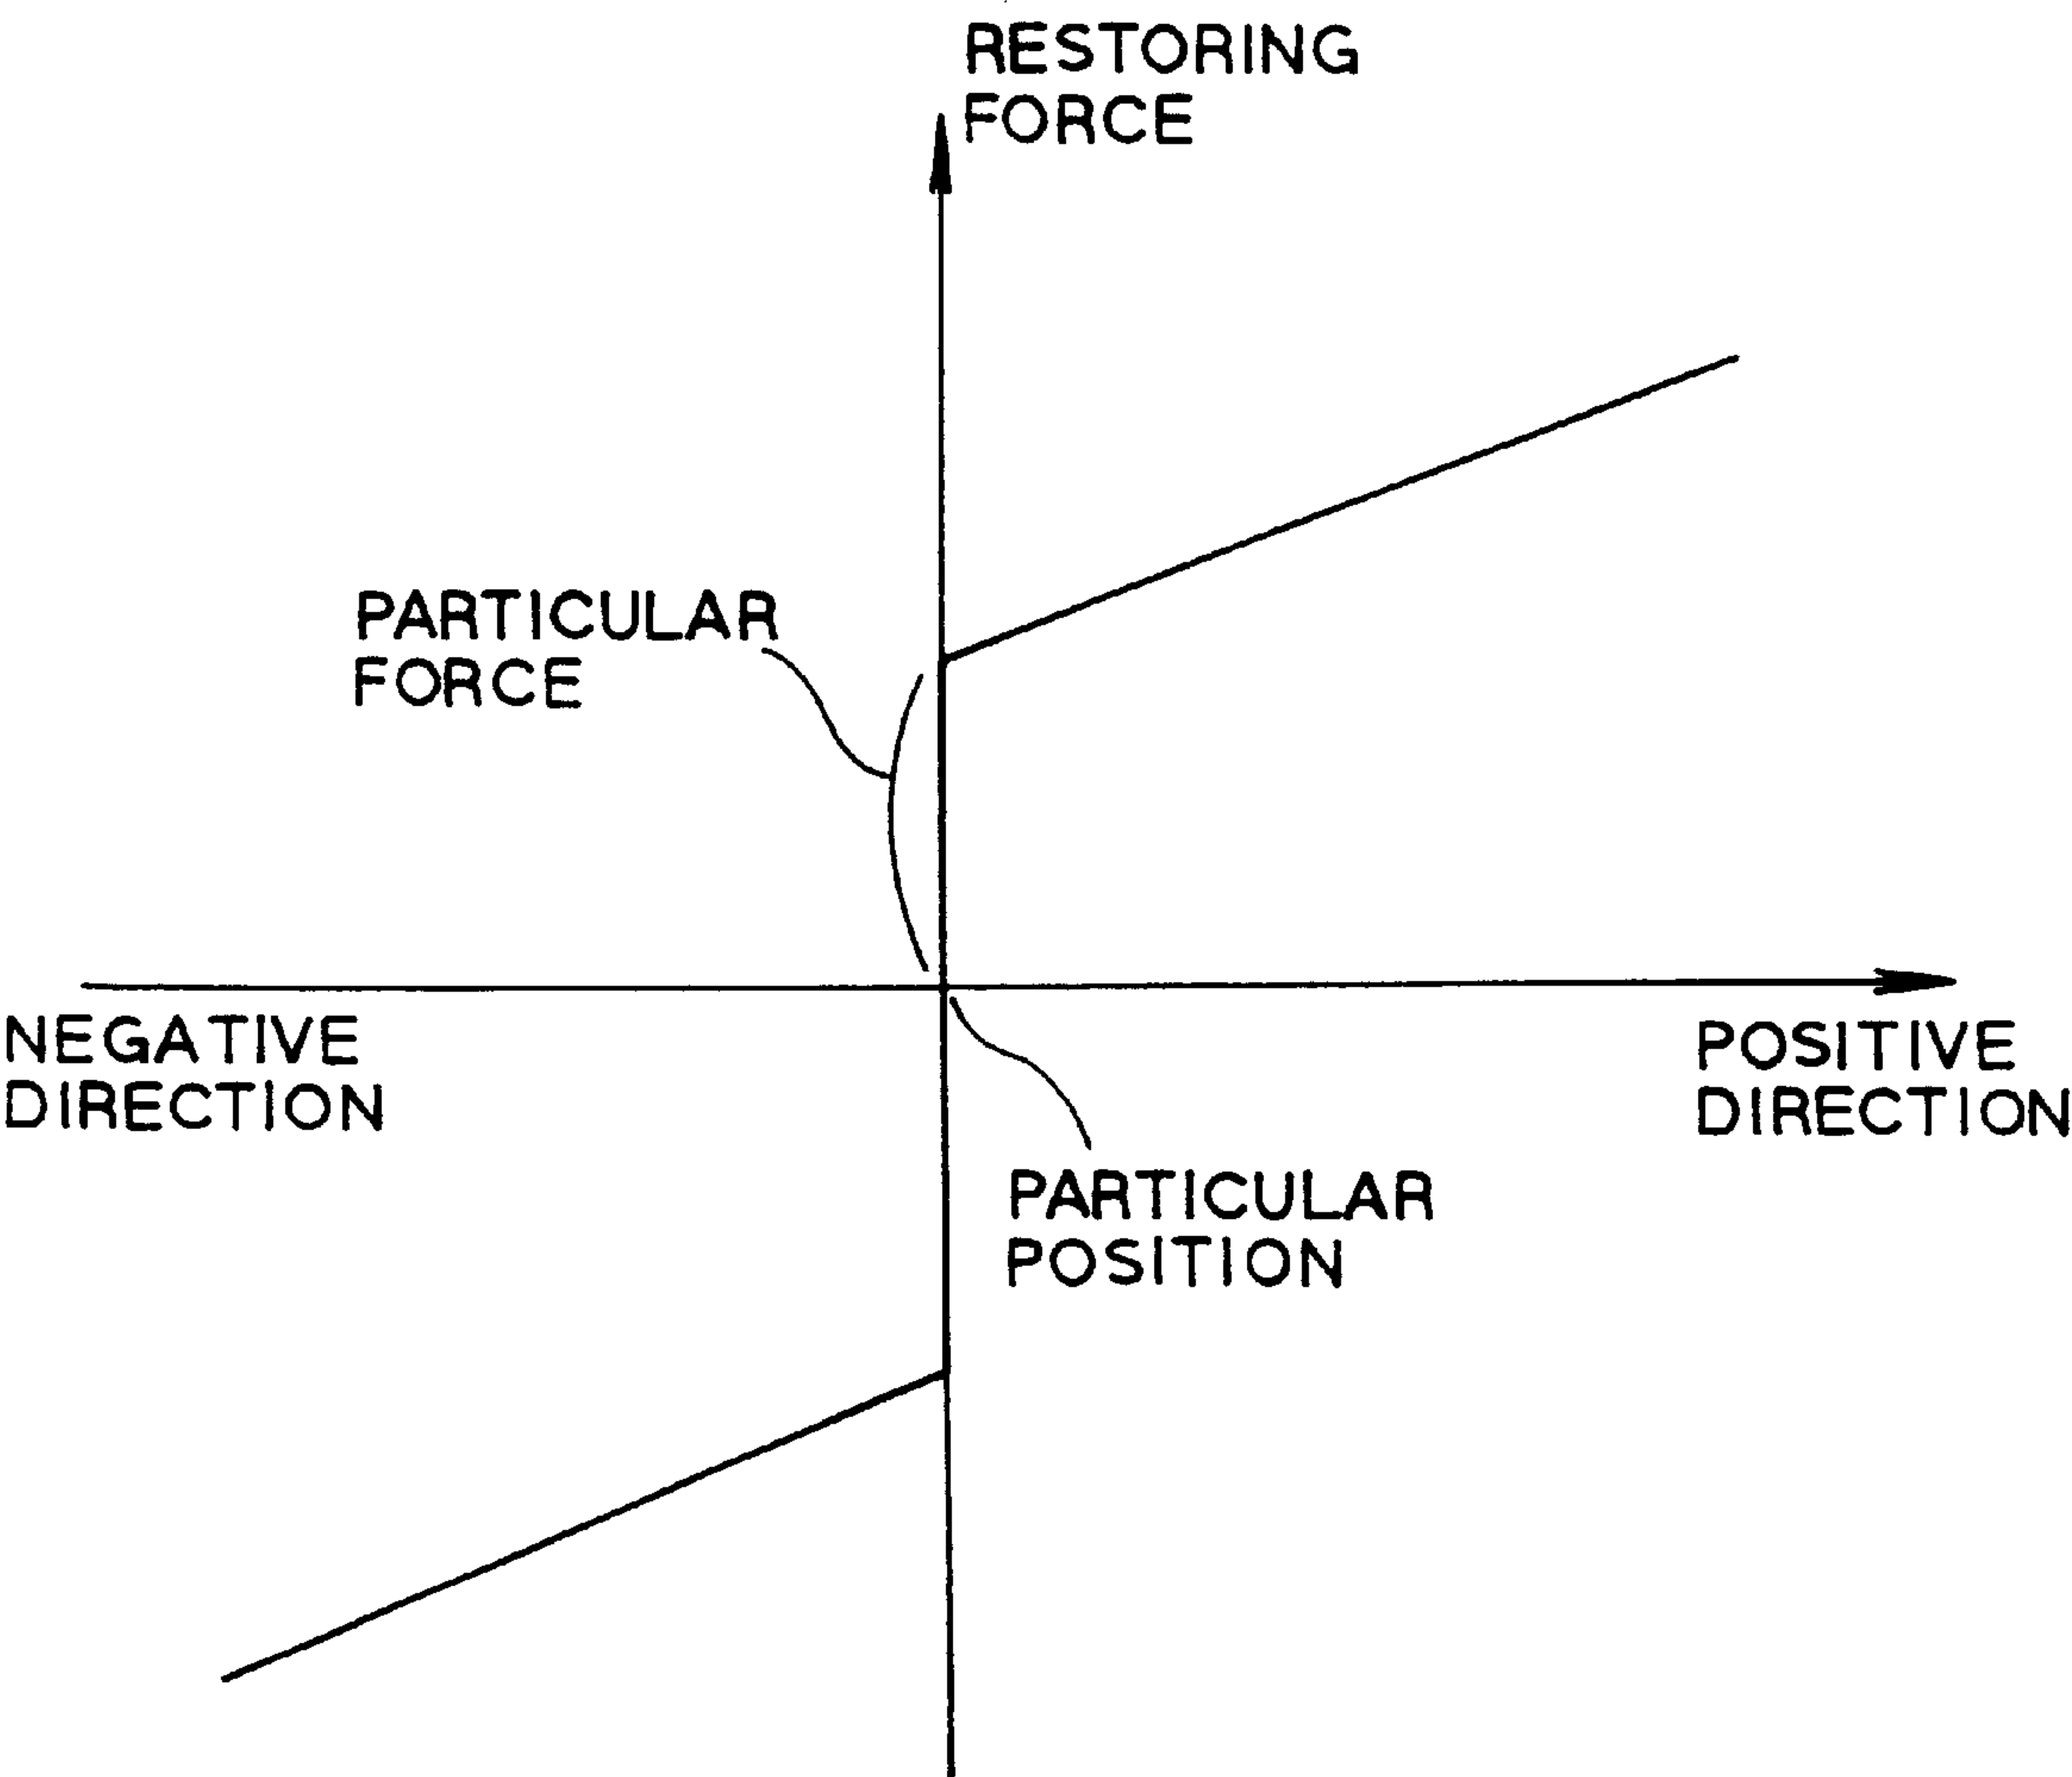 RESTORING
FORCE
PARTICULAR
FORCE
NEGATIVE
DIRECTION
POSITIVE
DIRECTION
PARTICULAR
POSITION